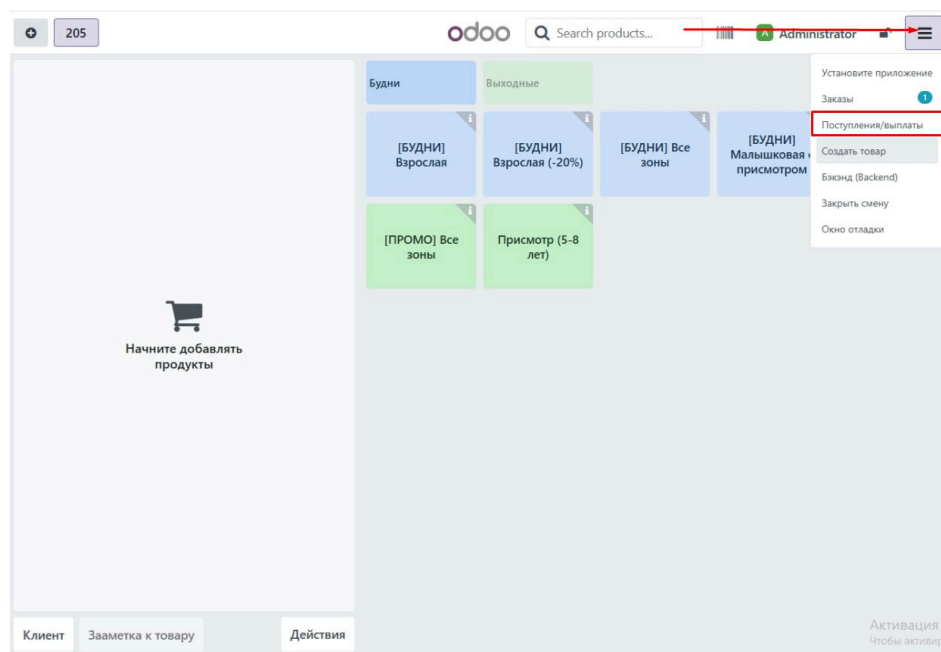 205
odoo
Search products...
A Administrator
Установите приложение
Заказы 1
Поступления/выплаты
Создать товар
Бэкэнд (Backend)
Закрыть смену
Окно отладки
Будни
Выходные
[БУДНИ]
Взрослая
[БУДНИ]
Взрослая (-20%)
[БУДНИ] Все
зоны
[БУДНИ]
Малышковая
присмотром
[ПРОМО] Все
зоны
Присмотр (5-8
лет)
Начните добавлять
продукты
Клиент
Зааметка к товару
Действия
Активация
Чтобы